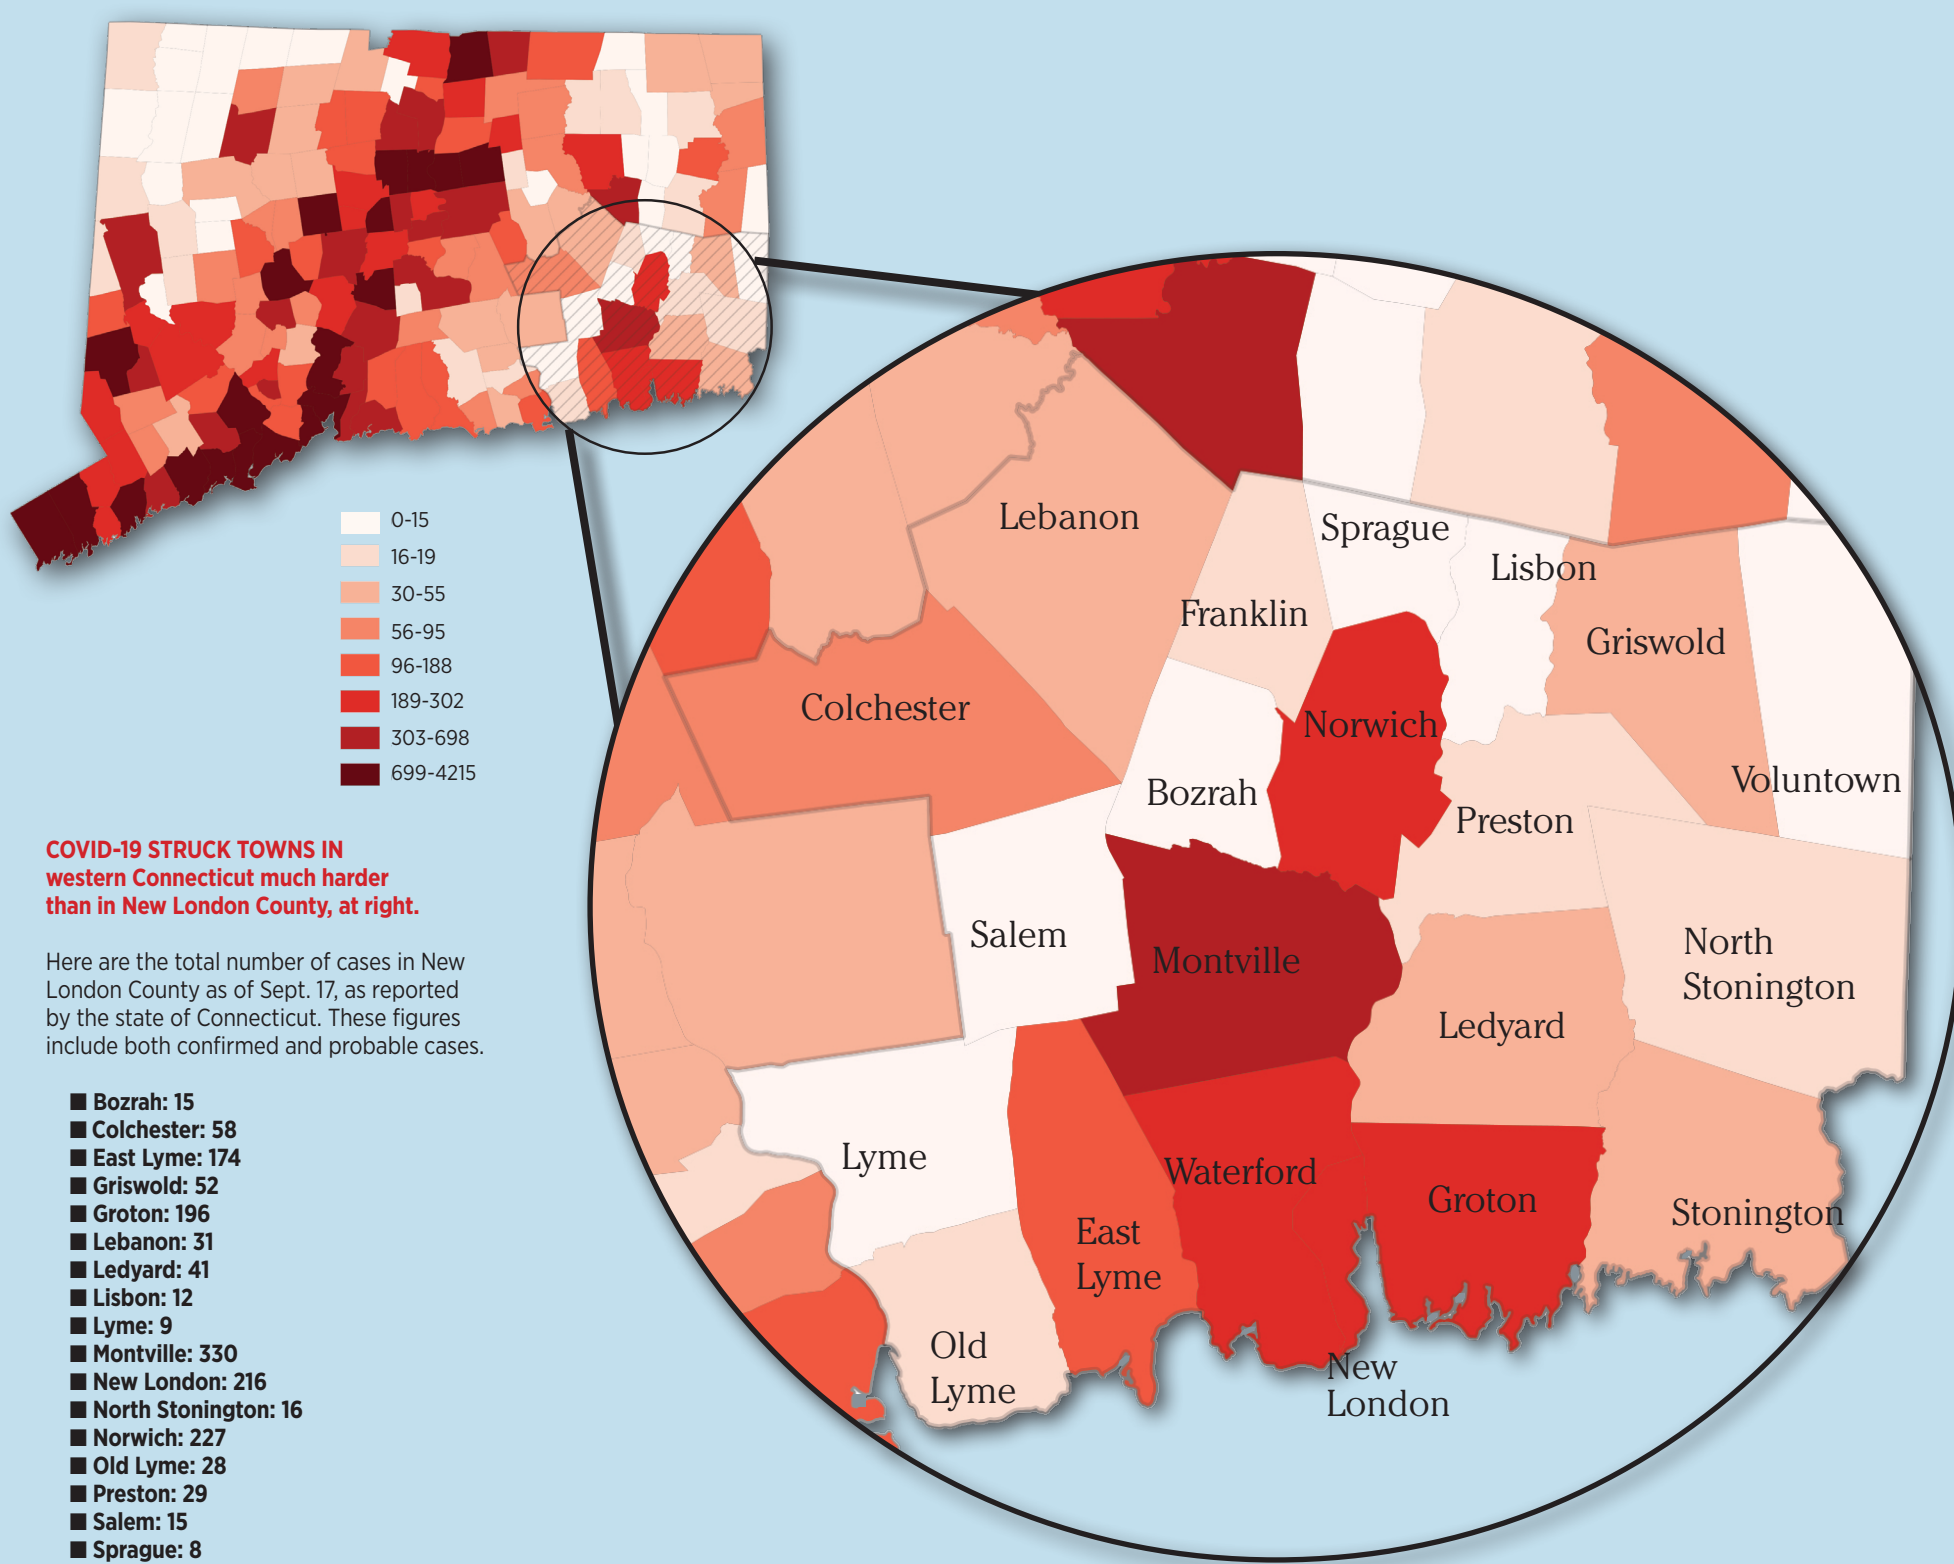 0-15
16-19
30-55
56-95
96-188
189-302
303-698
699-4215
COVID-19 STRUCK TOWNS IN
western Connecticut much harder
than in New London County, at right.
Here are the total number of cases in New
London County as of Sept. 17, as reported
by the state of Connecticut. These figures
include both confirmed and probable cases.
■ Bozrah: 15
■ Colchester: 58
■ East Lyme: 174
■ Griswold: 52
■ Groton: 196
■ Lebanon: 31
■ Ledyard: 41
■ Lisbon: 12
■ Lyme: 9
■ Montville: 330
■ New London: 216
■ North Stonington: 16
■ Norwich: 227
■ Old Lyme: 28
■ Preston: 29
■ Salem: 15
■ Sprague: 8
Lebanon
Sprague
Lisbon
Franklin
Griswold
Colchester
Norwich
Voluntown
Bozrah
Preston
Salem
Montville
North
Stonington
Ledyard
Lyme
Waterford
Groton
Stonington
East
Lyme
Old
Lyme
New
London